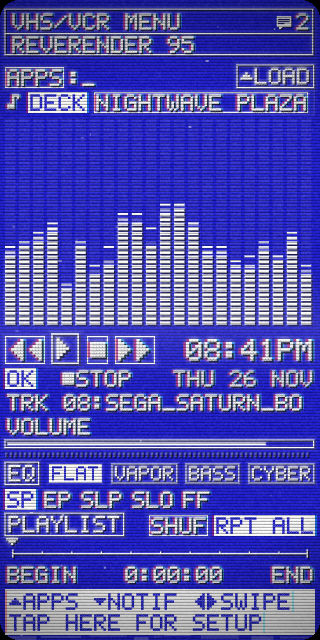 VHS/VCR MENU 2
REVERENDER 95
APPS:_ LOAD
DECK NIGHTWAVE PLAZA
08:41PM
OK STOP THU 26 NOV
TRK 08:SEGA_SATURN_BO
VOLUME
EQ FLAT VAPOR BASS CYBER
SP EP SLP SLO FF
PLAYLIST SHUF RPT ALL
BEGIN 0:00:00 END
APPS NOTIF SWIPE
TAP HERE FOR SETUP